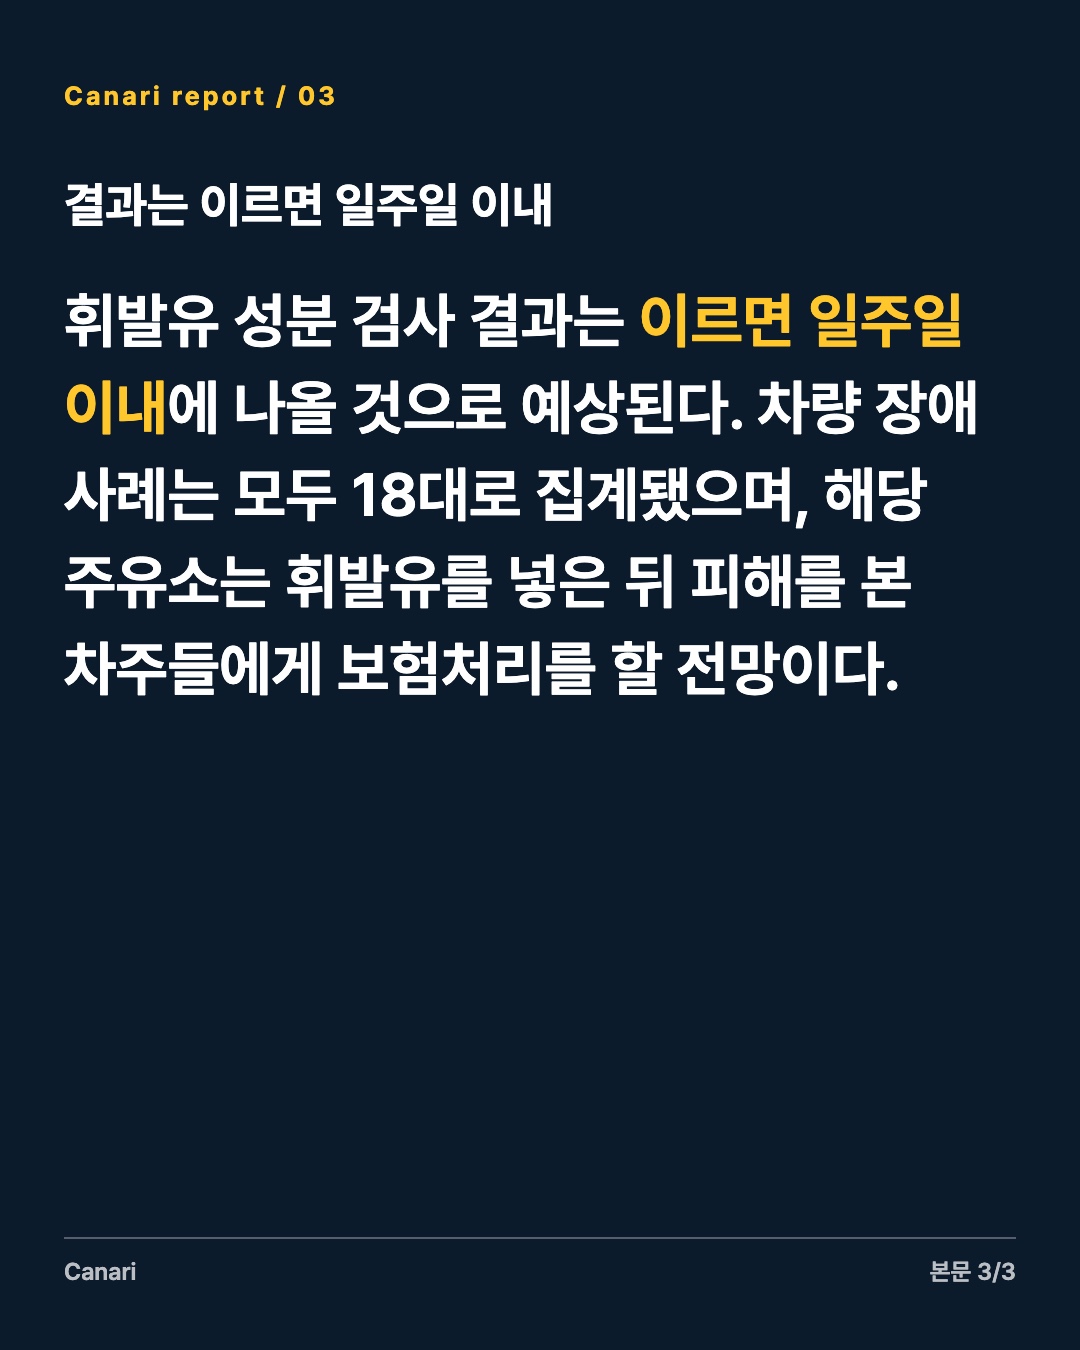 Canari report / 03
결과는 이르면 일주일 이내
휘발유 성분 검사 결과는 이르면 일주일
이내에 나올 것으로 예상된다. 차량 장애
사례는 모두 18대로 집계됐으며, 해당
주유소는 휘발유를 넣은 뒤 피해를 본
차주들에게 보험처리를 할 전망이다.
Canari
본문 3/3